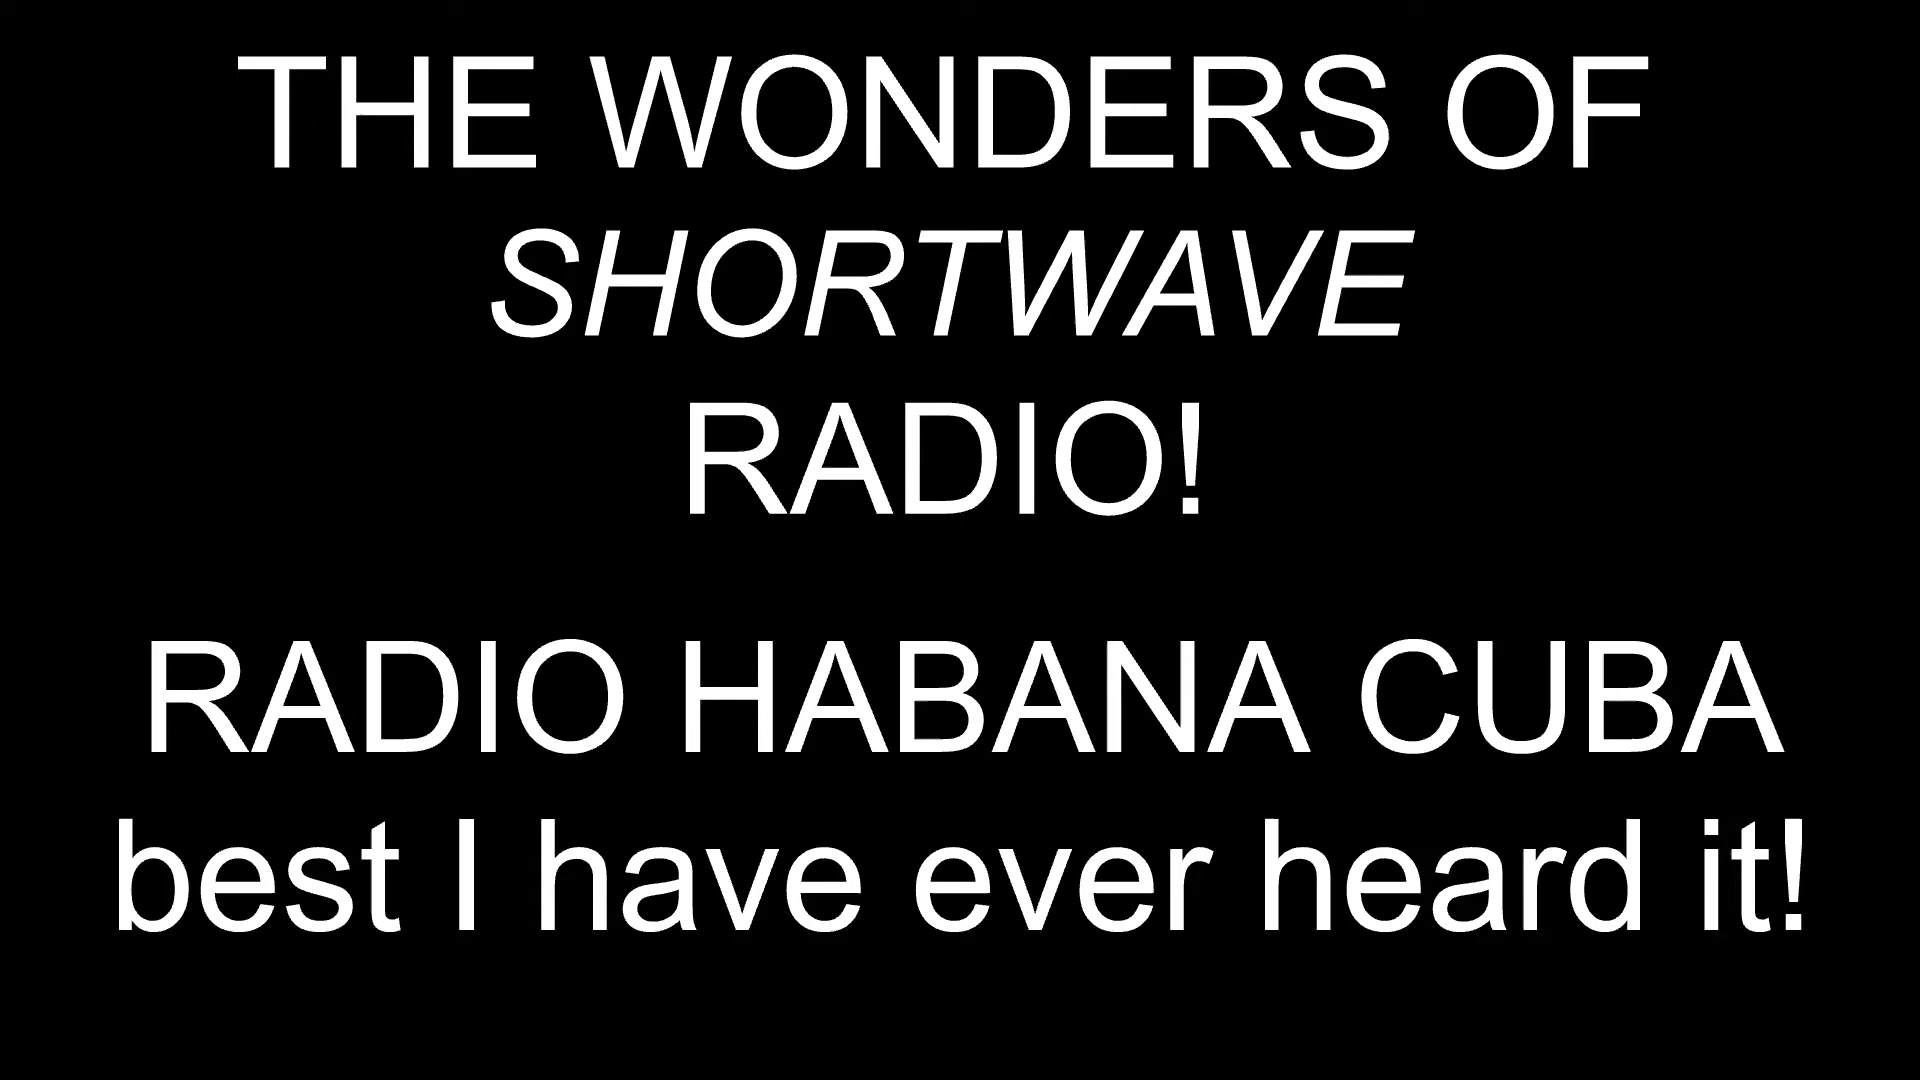 THE WONDERS OF
SHORTWAVE
RADIO!
RADIO HABANA CUBA
best I have ever heard it!